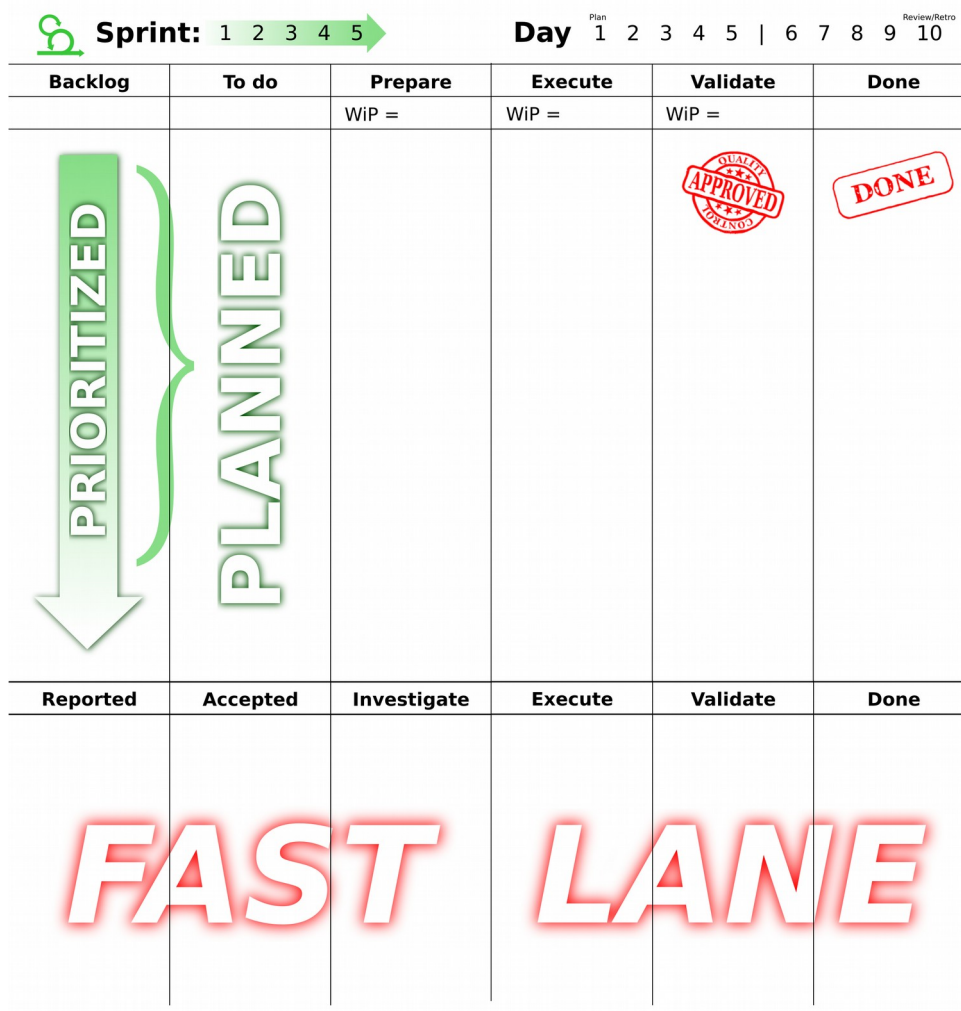 Sprint: 1 2 3 4 5
Plan
Review/Retro
Day 1 2 3 4 5 | 6 7 8 9 10
Backlog To do Prepare Execute Validate Done
WiP = WiP = WiP =
PRIORITIZED
PLANNED
QUALITY
APPROVED
CONTROL
DONE
Reported Accepted Investigate Execute Validate Done
FAST LANE